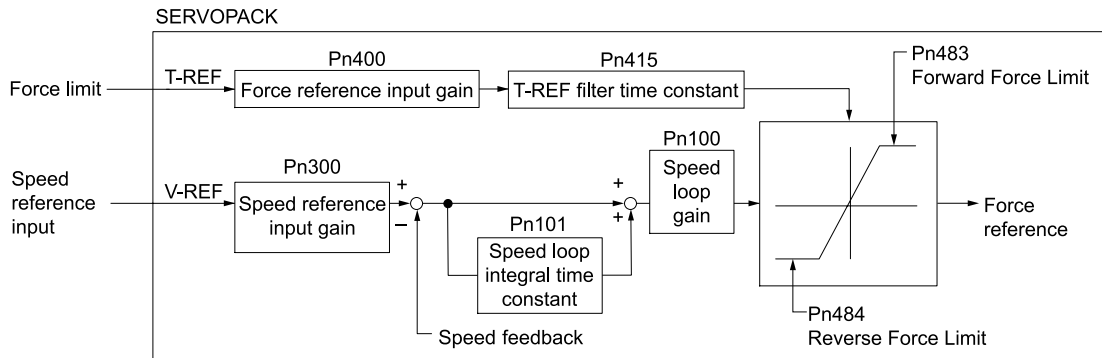 SERVOPACK
Pn483
Forward Force Limit
Pn400
Pn415
Force limit
T-REF
Force reference input gain
T-REF filter time constant
Pn100
Speed
loop
gain
Pn300
Speed
reference
input
V-REF
Speed reference
input gain
+
−
+
+
Pn101
Speed loop
integral time
constant
Force
reference
Pn484
Reverse Force Limit
Speed feedback